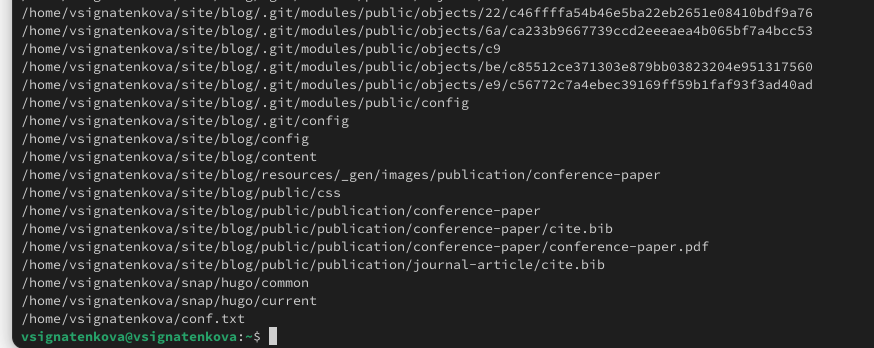 /home/vsignatenkova/site/blog/.git/modules/public/objects/22/c46ffffa54b46e5ba22eb2651e08410bdf9a76
/home/vsignatenkova/site/blog/.git/modules/public/objects/6a/ca233b9667739ccd2eeeaea4b065bf7a4bcc53
/home/vsignatenkova/site/blog/.git/modules/public/objects/c9
/home/vsignatenkova/site/blog/.git/modules/public/objects/be/c85512ce371303e879bb03823204e951317560
/home/vsignatenkova/site/blog/.git/modules/public/objects/e9/c56772c7a4ebec39169ff59b1faf93f3ad40ad
/home/vsignatenkova/site/blog/.git/modules/public/config
/home/vsignatenkova/site/blog/.git/config
/home/vsignatenkova/site/blog/config
/home/vsignatenkova/site/blog/content
/home/vsignatenkova/site/blog/resources/_gen/images/publication/conference-paper
/home/vsignatenkova/site/blog/public/css
/home/vsignatenkova/site/blog/public/publication/conference-paper
/home/vsignatenkova/site/blog/public/publication/conference-paper/cite.bib
/home/vsignatenkova/site/blog/public/publication/conference-paper/conference-paper.pdf
/home/vsignatenkova/site/blog/public/publication/journal-article/cite.bib
/home/vsignatenkova/snap/hugo/common
/home/vsignatenkova/snap/hugo/current
/home/vsignatenkova/conf.txt
vsignatenkova@vsignatenkova:~$